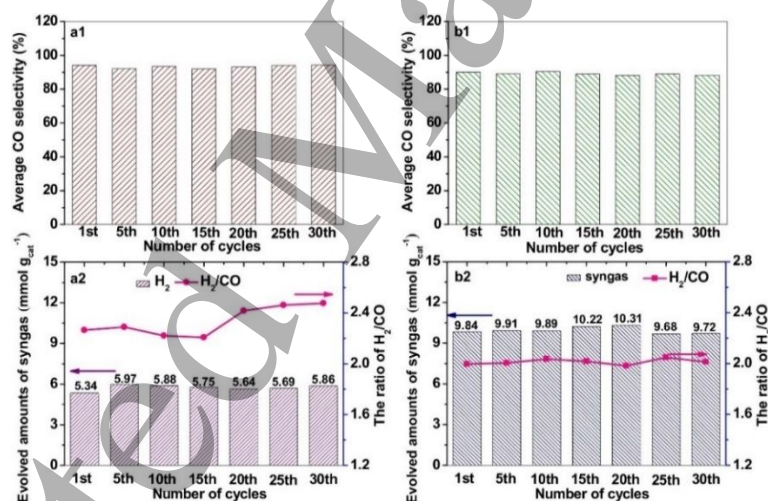 a1
Average CO selectivity (%)
120
100
80
60
40
20
0
1st 5th 10th 15th 20th 25th 30th
Number of cycles
b1
Average CO selectivity (%)
120
100
80
60
40
20
0
1st 5th 10th 15th 20th 25th 30th
Number of cycles
a2
H₂ H₂/CO
Evolved amounts of syngas (mmol g_cat⁻¹)
15
12
9
6
3
0
5.34 5.97 5.88 5.75 5.64 5.69 5.86
2.8
2.4
2.0
1.6
1.2
The ratio of H₂/CO
1st 5th 10th 15th 20th 25th 30th
Number of cycles
b2
syngas H₂/CO
Evolved amounts of syngas (mmol g_cat⁻¹)
15
12
9
6
3
0
9.84 9.91 9.89 10.22 10.31 9.68 9.72
2.8
2.4
2.0
1.6
1.2
The ratio of H₂/CO
1st 5th 10th 15th 20th 25th 30th
Number of cycles